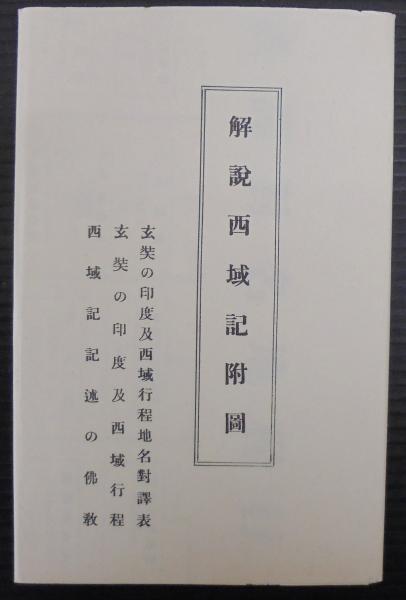 解說西域記附圖
玄奘の印度及西域行程地名對譯表
玄奘の印度及西域行程
西域記記述の佛敎